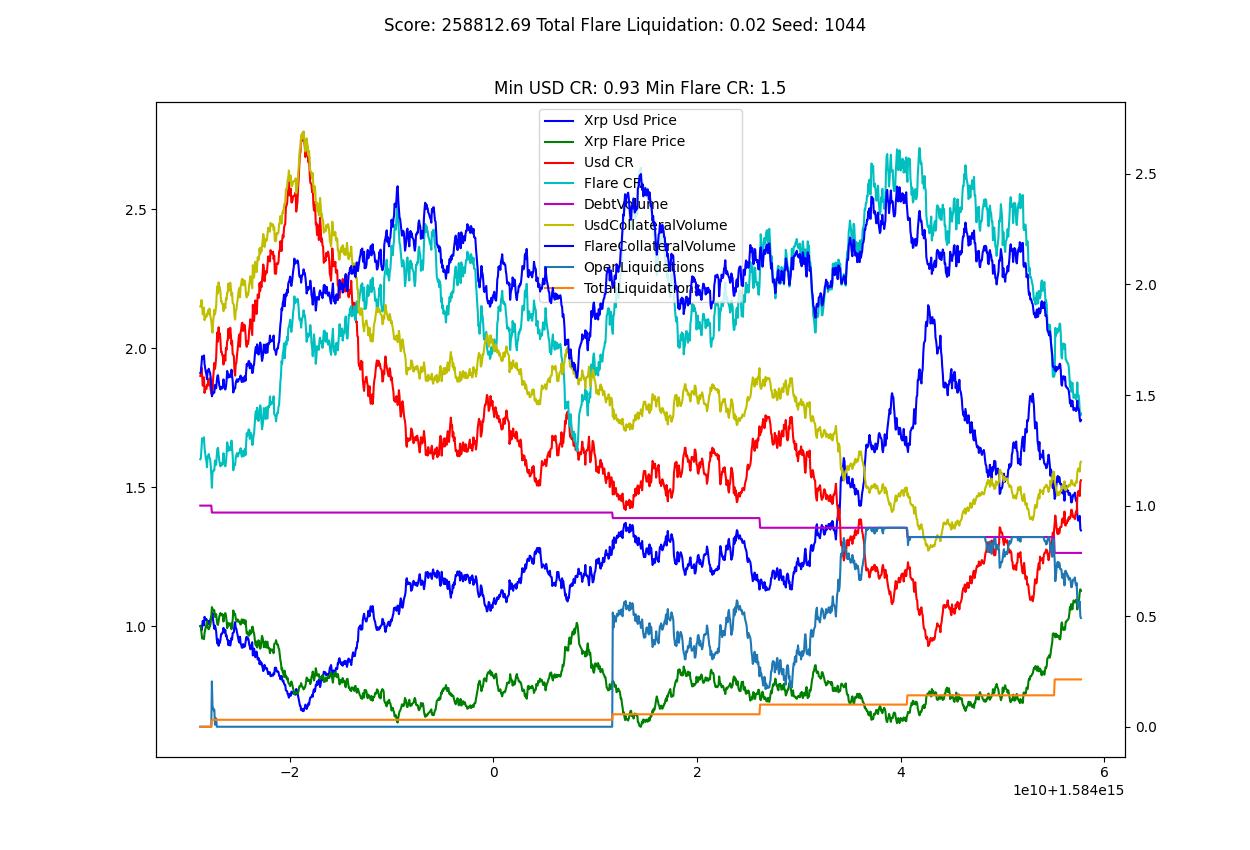 Score: 258812.69 Total Flare Liquidation: 0.02 Seed: 1044
Min USD CR: 0.93 Min Flare CR: 1.5
Xrp Usd Price
Xrp Flare Price
Usd CR
Flare CR
DebtVolume
UsdCollateralVolume
FlareCollateralVolume
OpenLiquidations
TotalLiquidations
2.5
2.0
1.5
1.0
2.5
2.0
1.5
1.0
0.5
0.0
−2
0
2
4
6
1e10+1.584e15